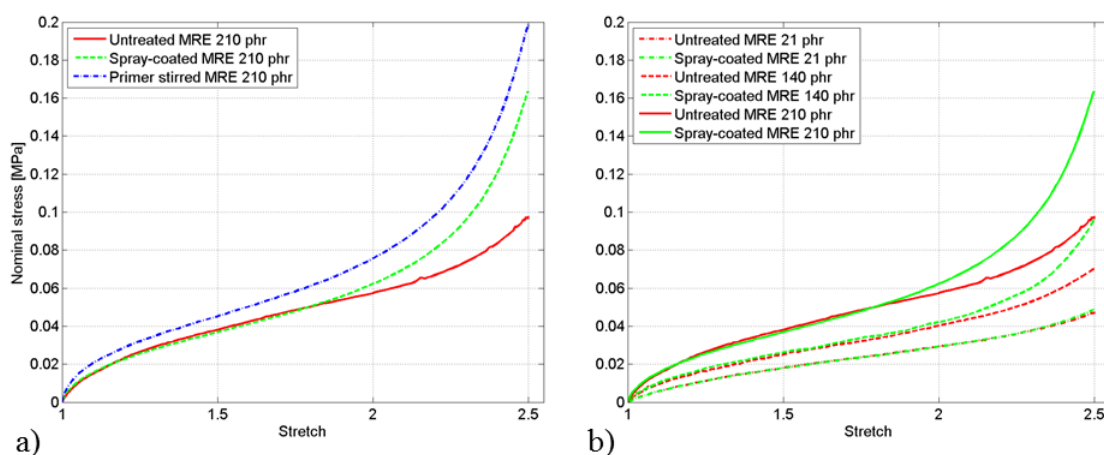 Untreated MRE 210 phr
Spray-coated MRE 210 phr
Primer stirred MRE 210 phr
0.2
0.18
0.16
0.14
0.12
0.1
0.08
0.06
0.04
0.02
0
Nominal stress [MPa]
1
1.5
2
2.5
Stretch
a)
Untreated MRE 21 phr
Spray-coated MRE 21 phr
Untreated MRE 140 phr
Spray-coated MRE 140 phr
Untreated MRE 210 phr
Spray-coated MRE 210 phr
0.2
0.18
0.16
0.14
0.12
0.1
0.08
0.06
0.04
0.02
0
1
1.5
2
2.5
Stretch
b)